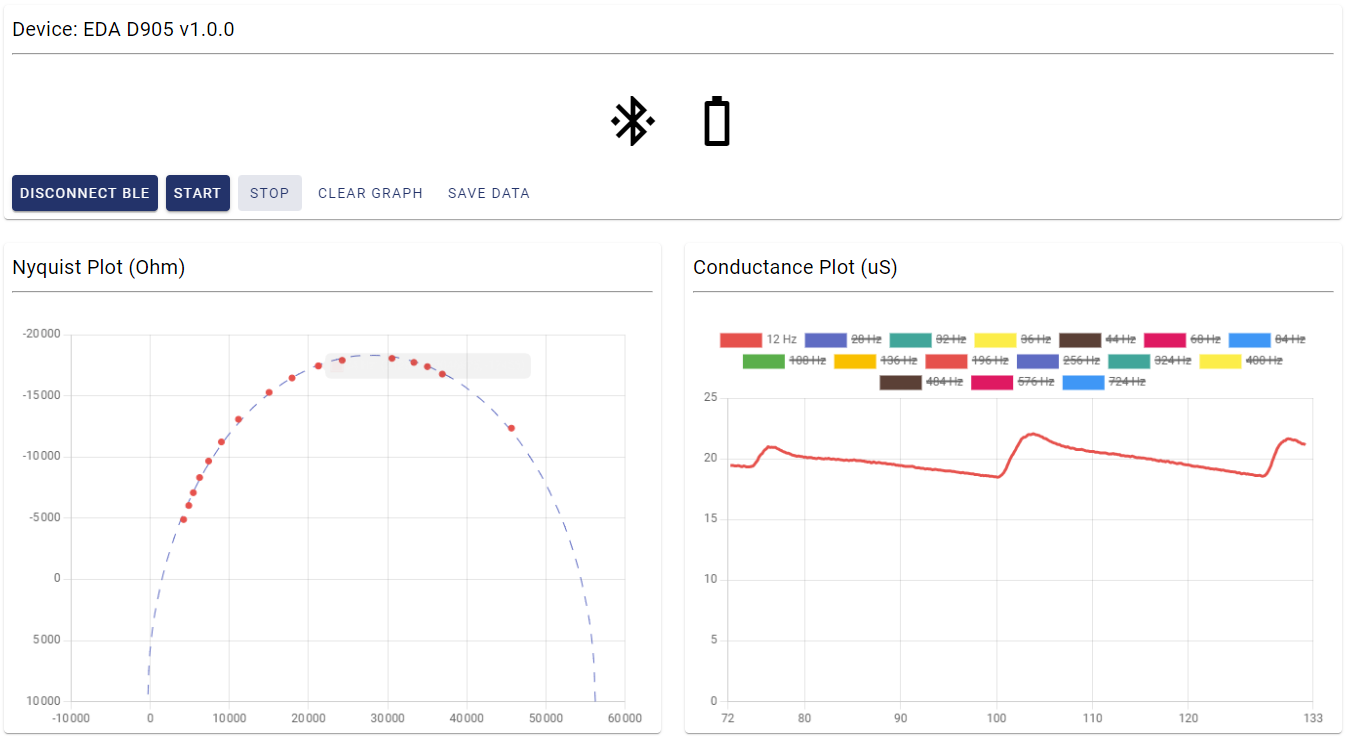 Device: EDA D905 v1.0.0
DISCONNECT BLE START STOP CLEAR GRAPH SAVE DATA
Nyquist Plot (Ohm)
-20000
-15000
-10000
-5000
0
5000
10000
-10000 0 10000 20000 30000 40000 50000 60000
Conductance Plot (uS)
12 Hz 28 Hz 32 Hz 36 Hz 44 Hz 68 Hz 84 Hz
108 Hz 136 Hz 196 Hz 256 Hz 324 Hz 400 Hz
484 Hz 576 Hz 724 Hz
25
20
15
10
5
0
72 80 90 100 110 120 133